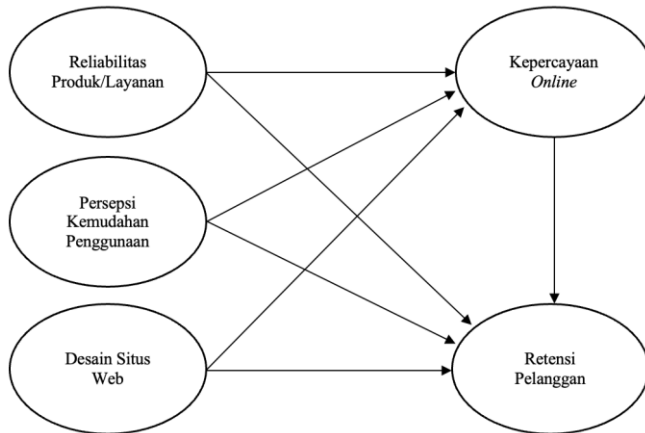 Reliabilitas
Produk/Layanan
Kepercayaan
Online
Persepsi
Kemudahan
Penggunaan
Desain Situs
Web
Retensi
Pelanggan